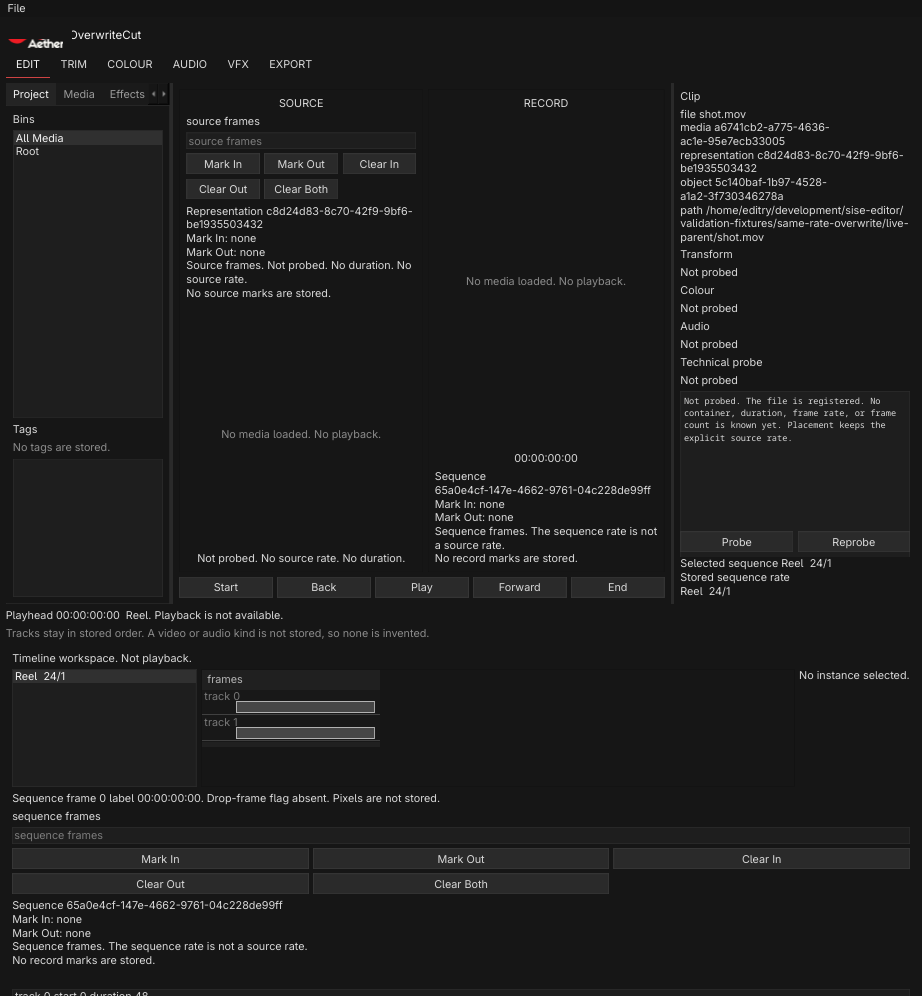 File
Aether
OverwriteCut
EDIT TRIM COLOUR AUDIO VFX EXPORT
Project Media Effects
Bins
All Media
Root
Tags
No tags are stored.
SOURCE
source frames
source frames
Mark In Mark Out Clear In
Clear Out Clear Both
Representation c8d24d83-8c70-42f9-9bf6-
be1935503432
Mark In: none
Mark Out: none
Source frames. Not probed. No duration. No
source rate.
No source marks are stored.
No media loaded. No playback.
Not probed. No source rate. No duration.
RECORD
No media loaded. No playback.
00:00:00:00
Sequence
65a0e4cf-147e-4662-9761-04c228de99ff
Mark In: none
Mark Out: none
Sequence frames. The sequence rate is not
a source rate.
No record marks are stored.
Start Back Play Forward End
Clip
file shot.mov
media a6741cb2-a775-4636-
ac1e-95e7ecb33005
representation c8d24d83-8c70-42f9-9bf6-
be1935503432
object 5c140baf-1b97-4528-
a1a2-3f730346278a
path /home/editry/development/sise-editor/
validation-fixtures/same-rate-overwrite/live-
parent/shot.mov
Transform
Not probed
Colour
Not probed
Audio
Not probed
Technical probe
Not probed
Not probed. The file is registered. No
container, duration, frame rate, or frame
count is known yet. Placement keeps the
explicit source rate.
Probe Reprobe
Selected sequence Reel 24/1
Stored sequence rate
Reel 24/1
Playhead 00:00:00:00 Reel. Playback is not available.
Tracks stay in stored order. A video or audio kind is not stored, so none is invented.
Timeline workspace. Not playback.
Reel 24/1
frames
track 0
track 1
No instance selected.
Sequence frame 0 label 00:00:00:00. Drop-frame flag absent. Pixels are not stored.
sequence frames
sequence frames
Mark In Mark Out Clear In
Clear Out Clear Both
Sequence 65a0e4cf-147e-4662-9761-04c228de99ff
Mark In: none
Mark Out: none
Sequence frames. The sequence rate is not a source rate.
No record marks are stored.
track 0 start 0 duration 48